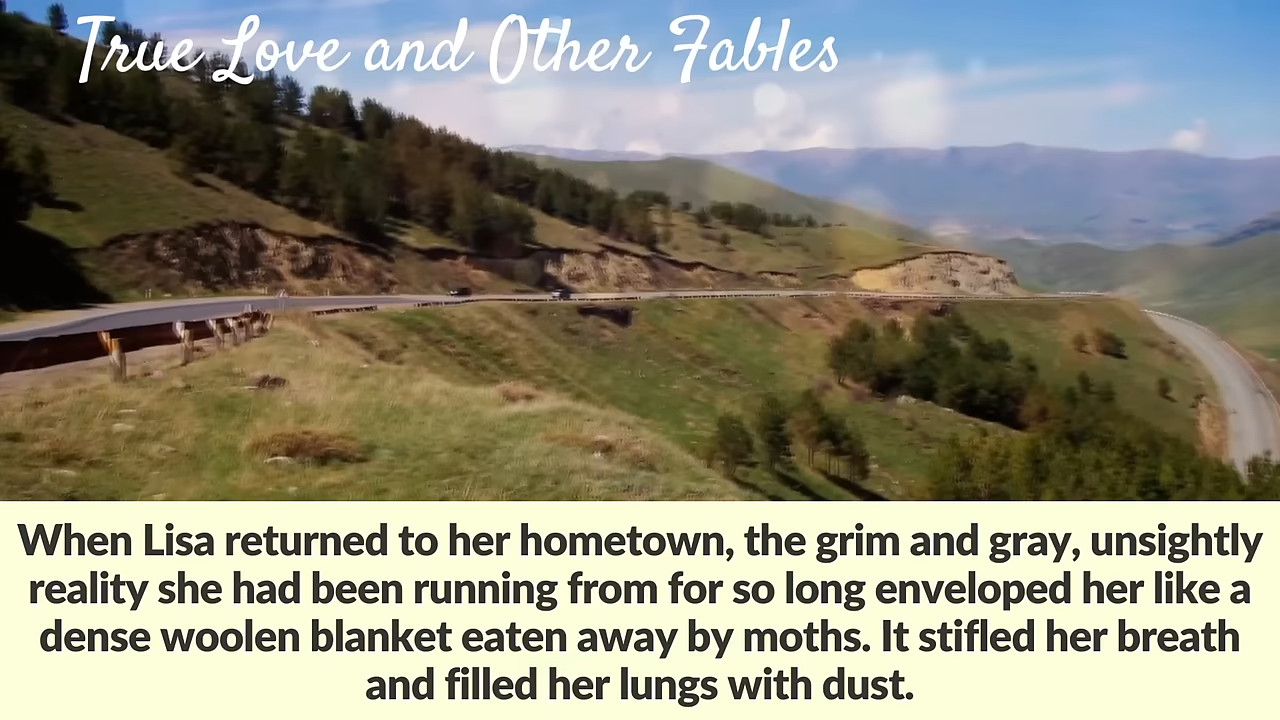 True Love and Other Fables
When Lisa returned to her hometown, the grim and gray, unsightly
reality she had been running from for so long enveloped her like a
dense woolen blanket eaten away by moths. It stifled her breath
and filled her lungs with dust.